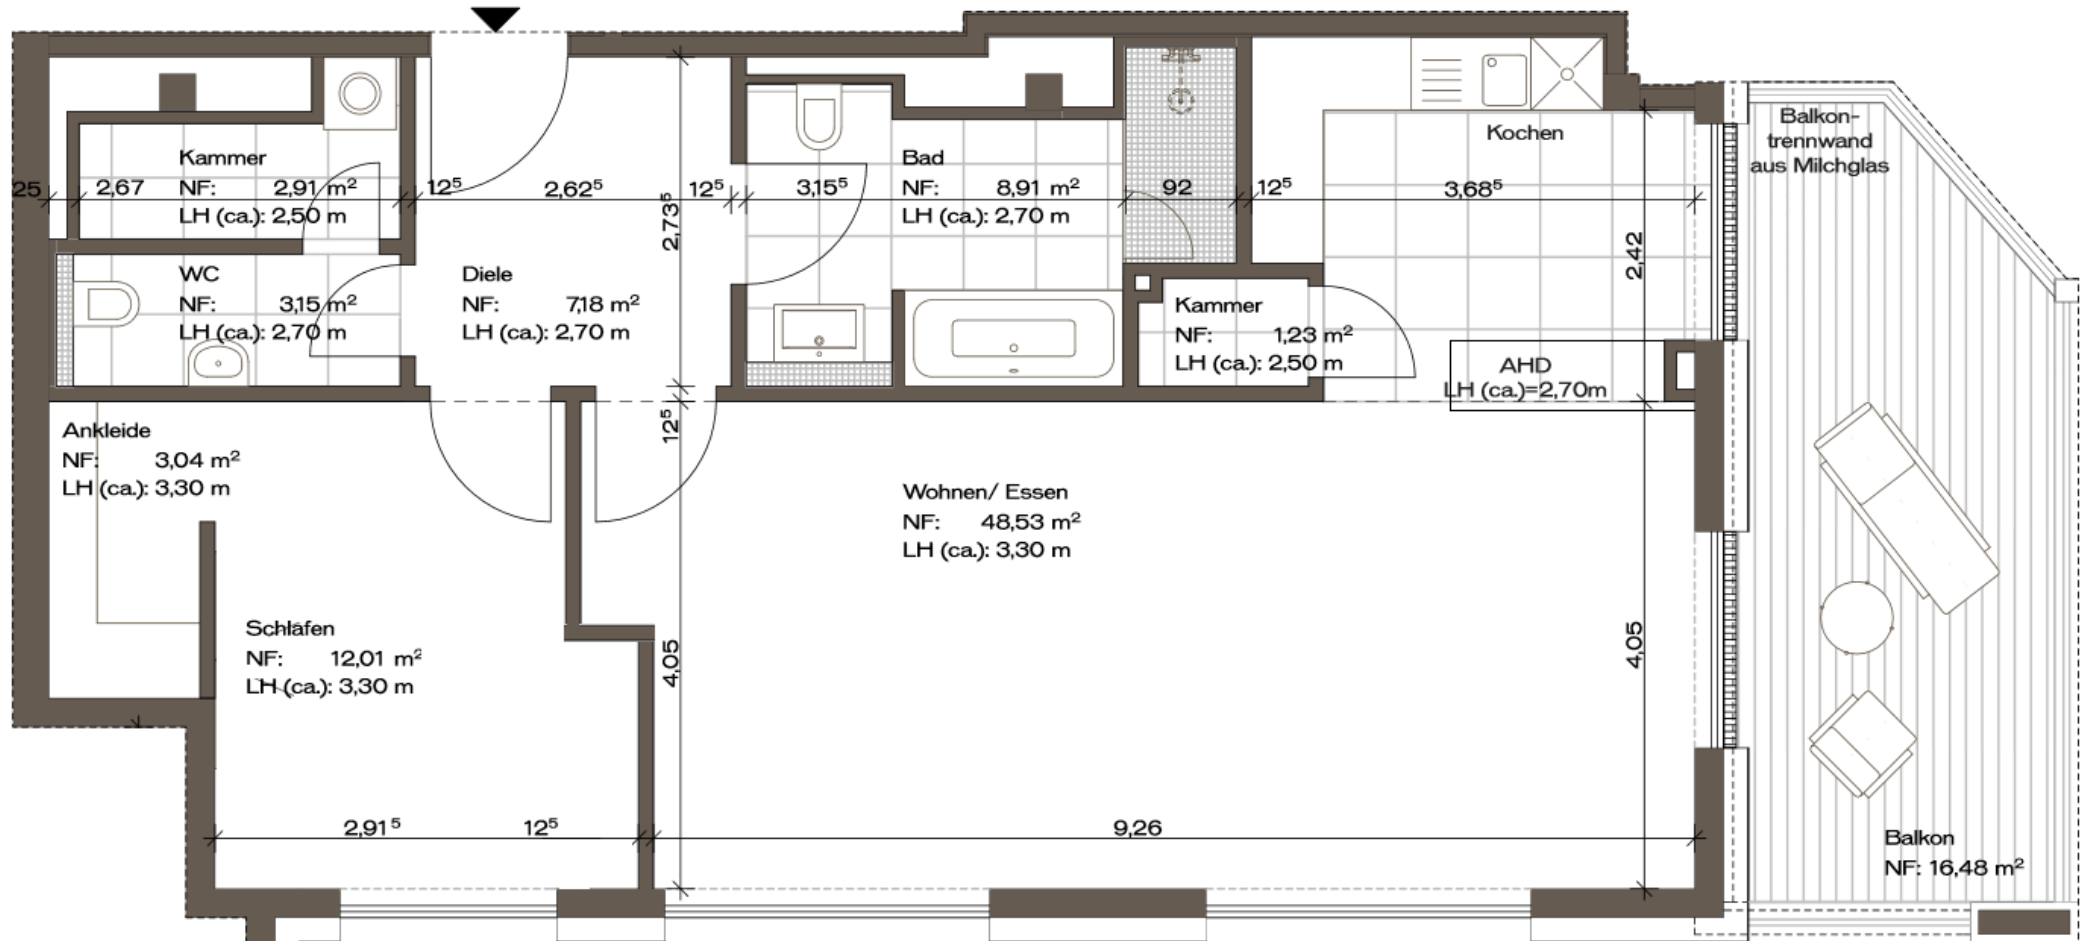 Balkon-
trennwand
aus Milchglas
Kochen
Kammer
NF: 2,91 m²
LH (ca.): 2,50 m
Bad
NF: 8,91 m²
LH (ca.): 2,70 m
25
2,67
12⁵
2,62⁵
12⁵
3,15⁵
92
12⁵
3,68⁵
2,73⁵
2,42
WC
NF: 3,15 m²
LH (ca.): 2,70 m
Diele
NF: 7,18 m²
LH (ca.): 2,70 m
Kammer
NF: 1,23 m²
LH (ca.): 2,50 m
AHD
LH (ca.)=2,70m
12⁵
Ankleide
NF: 3,04 m²
LH (ca.): 3,30 m
Wohnen/ Essen
NF: 48,53 m²
LH (ca.): 3,30 m
Schlafen
NF: 12,01 m²
LH (ca.): 3,30 m
4,05
4,05
2,91⁵
12⁵
9,26
Balkon
NF: 16,48 m²